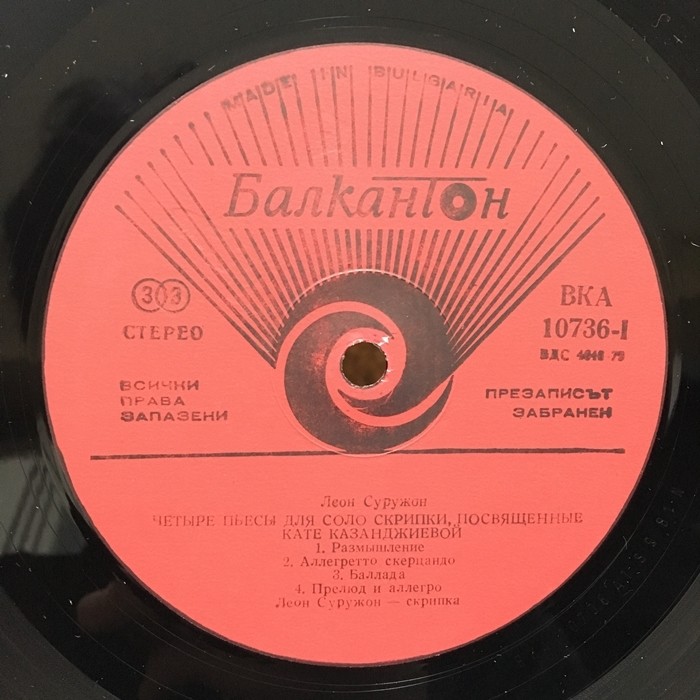 MADE IN BULGARIA
Балкантон
33
СТЕРЕО
ВКА
10736-I
ВСИЧКИ
ПРАВА
ЗАПАЗЕНИ
ПРЕЗАПИСЪТ
ЗАБРАНЕН
Леон Суружон
ЧЕТЫРЕ ПЬЕСЫ ДЛЯ СОЛО СКРИПКИ, ПОСВЯЩЕННЫЕ
КАТЕ КАЗАНДЖИЕВОЙ
1. Размышление
2. Аллегретто скерцандо
3. Баллада
4. Прелюд и аллегро
Леон Суружон — скрипка